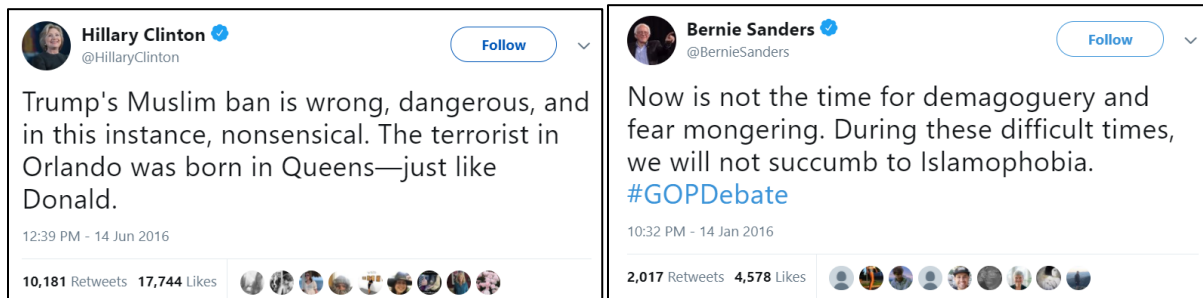 Hillary Clinton
@HillaryClinton
Follow
Trump's Muslim ban is wrong, dangerous, and
in this instance, nonsensical. The terrorist in
Orlando was born in Queens—just like
Donald.
12:39 PM - 14 Jun 2016
10,181 Retweets 17,744 Likes
Bernie Sanders
@BernieSanders
Follow
Now is not the time for demagoguery and
fear mongering. During these difficult times,
we will not succumb to Islamophobia.
#GOPDebate
10:32 PM - 14 Jan 2016
2,017 Retweets 4,578 Likes